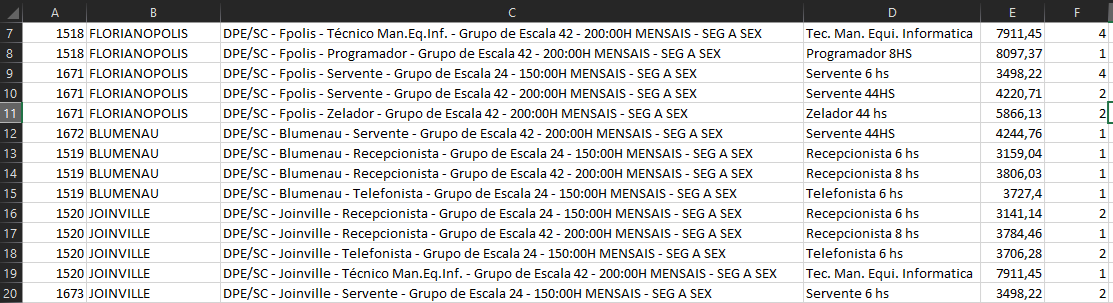 A B C D E F
7 1518 FLORIANOPOLIS DPE/SC - Fpolis - Técnico Man.Eq.Inf. - Grupo de Escala 42 - 200:00H MENSAIS - SEG A SEX Tec. Man. Equi. Informatica 7911,45 4
8 1518 FLORIANOPOLIS DPE/SC - Fpolis - Programador - Grupo de Escala 42 - 200:00H MENSAIS - SEG A SEX Programador 8HS 8097,37 1
9 1671 FLORIANOPOLIS DPE/SC - Fpolis - Servente - Grupo de Escala 24 - 150:00H MENSAIS - SEG A SEX Servente 6 hs 3498,22 4
10 1671 FLORIANOPOLIS DPE/SC - Fpolis - Servente - Grupo de Escala 42 - 200:00H MENSAIS - SEG A SEX Servente 44HS 4220,71 2
11 1671 FLORIANOPOLIS DPE/SC - Fpolis - Zelador - Grupo de Escala 42 - 200:00H MENSAIS - SEG A SEX Zelador 44 hs 5866,13 2
12 1672 BLUMENAU DPE/SC - Blumenau - Servente - Grupo de Escala 42 - 200:00H MENSAIS - SEG A SEX Servente 44HS 4244,76 1
13 1519 BLUMENAU DPE/SC - Blumenau - Recepcionista - Grupo de Escala 24 - 150:00H MENSAIS - SEG A SEX Recepcionista 6 hs 3159,04 1
14 1519 BLUMENAU DPE/SC - Blumenau - Recepcionista - Grupo de Escala 42 - 200:00H MENSAIS - SEG A SEX Recepcionista 8 hs 3806,03 1
15 1519 BLUMENAU DPE/SC - Blumenau - Telefonista - Grupo de Escala 24 - 150:00H MENSAIS - SEG A SEX Telefonista 6 hs 3727,4 1
16 1520 JOINVILLE DPE/SC - Joinville - Recepcionista - Grupo de Escala 24 - 150:00H MENSAIS - SEG A SEX Recepcionista 6 hs 3141,14 2
17 1520 JOINVILLE DPE/SC - Joinville - Recepcionista - Grupo de Escala 42 - 200:00H MENSAIS - SEG A SEX Recepcionista 8 hs 3784,46 1
18 1520 JOINVILLE DPE/SC - Joinville - Telefonista - Grupo de Escala 24 - 150:00H MENSAIS - SEG A SEX Telefonista 6 hs 3706,28 2
19 1520 JOINVILLE DPE/SC - Joinville - Técnico Man.Eq.Inf. - Grupo de Escala 42 - 200:00H MENSAIS - SEG A SEX Tec. Man. Equi. Informatica 7911,45 1
20 1673 JOINVILLE DPE/SC - Joinville - Servente - Grupo de Escala 24 - 150:00H MENSAIS - SEG A SEX Servente 6 hs 3498,22 2